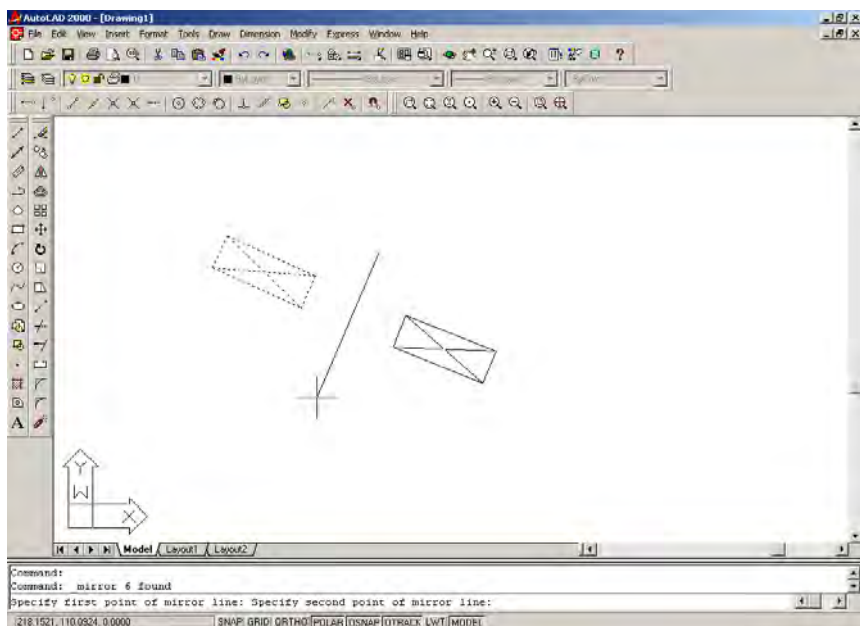 AutoCAD 2000 - [Drawing1]
File Edit View Insert Format Tools Draw Dimension Modify Express Window Help
A
Y
W
X
Model Layout1 Layout2
Command:
Command: _mirror 6 found
Specify first point of mirror line: Specify second point of mirror line:
218.1521, 110.0924, 0.0000 SNAP GRID ORTHO POLAR OSNAP OTRACK LWT MODEL